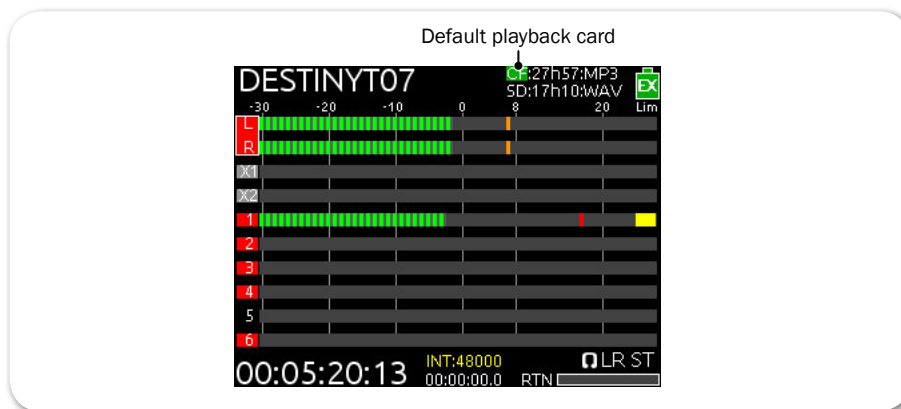 Default playback card
DESTINYT07
CF:27h57:MP3
SD:17h10:WAV
EX
-30 -20 -10 0 8 20 Lim
L
R
X1
X2
1
2
3
4
5
6
00:05:20:13
INT:48000
00:00:00.0
LR ST
RTN